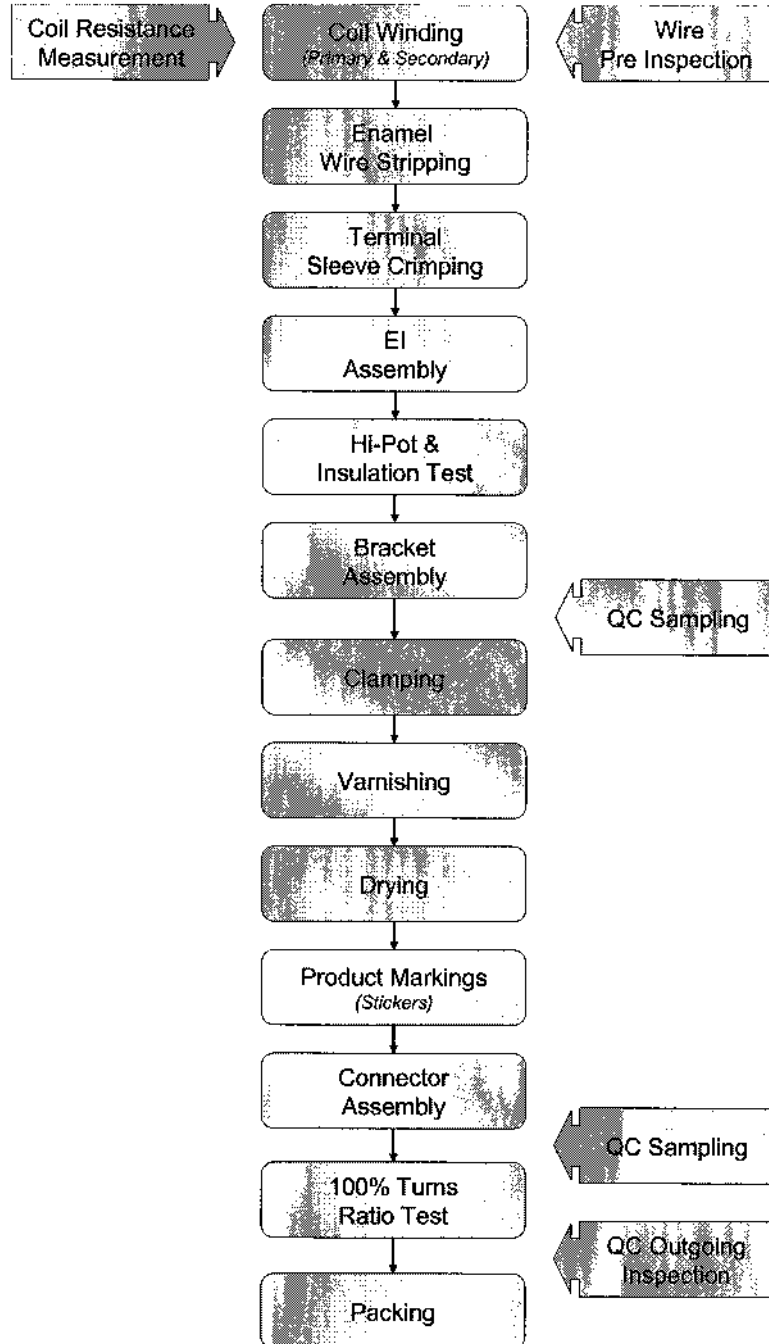 Coil Resistance
Measurement
Coil Winding
(Primary & Secondary)
Wire
Pre Inspection
Enamel
Wire Stripping
Terminal
Sleeve Crimping
EI
Assembly
Hi-Pot &
Insulation Test
Bracket
Assembly
QC Sampling
Clamping
Varnishing
Drying
Product Markings
(Stickers)
Connector
Assembly
QC Sampling
100% Turns
Ratio Test
QC Outgoing
Inspection
Packing